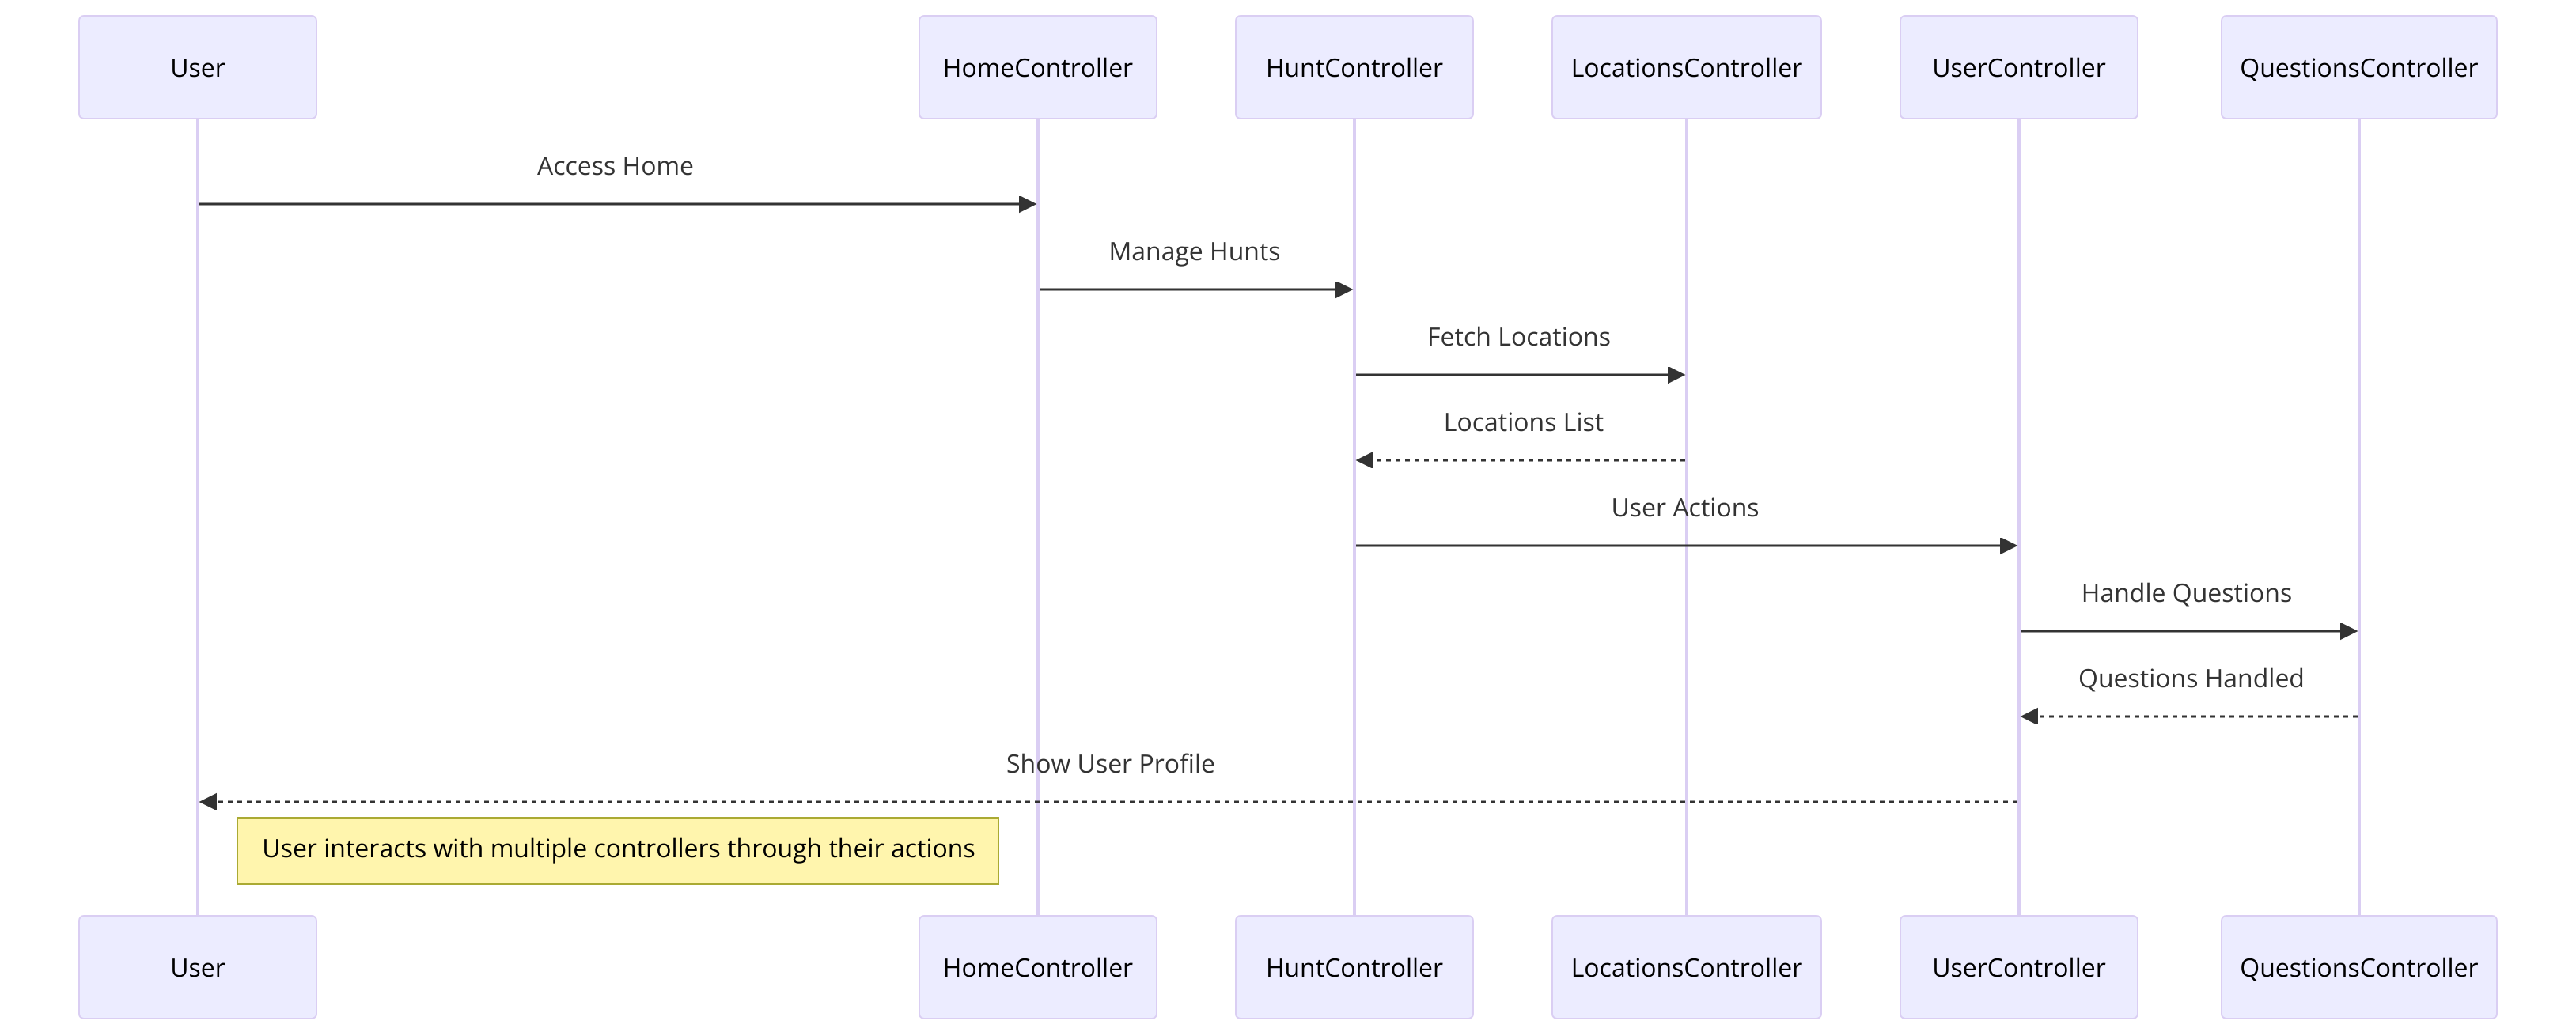 User
HomeController
HuntController
LocationsController
UserController
QuestionsController
Access Home
Manage Hunts
Fetch Locations
Locations List
User Actions
Handle Questions
Questions Handled
Show User Profile
User interacts with multiple controllers through their actions
User
HomeController
HuntController
LocationsController
UserController
QuestionsController